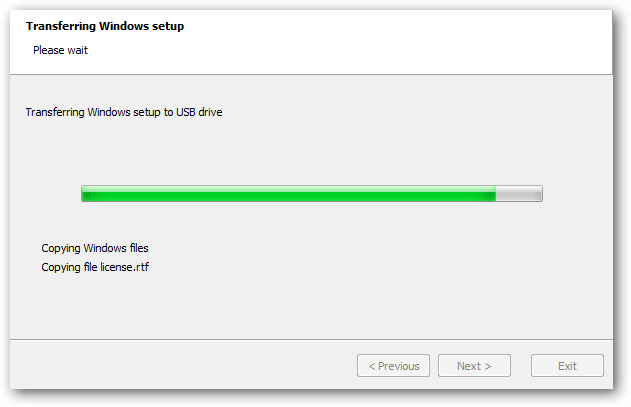 Transferring Windows setup
Please wait
Transferring Windows setup to USB drive
Copying Windows files
Copying file license.rtf
< Previous
Next >
Exit